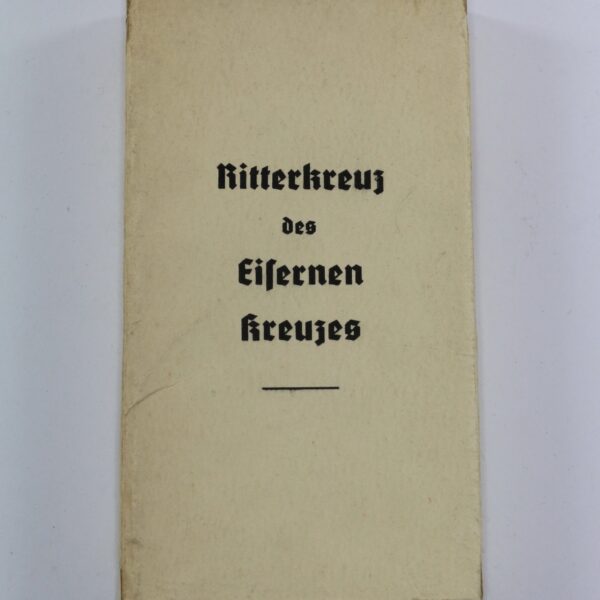 Ritterkreuz
des
Eiſernen
Kreuzes